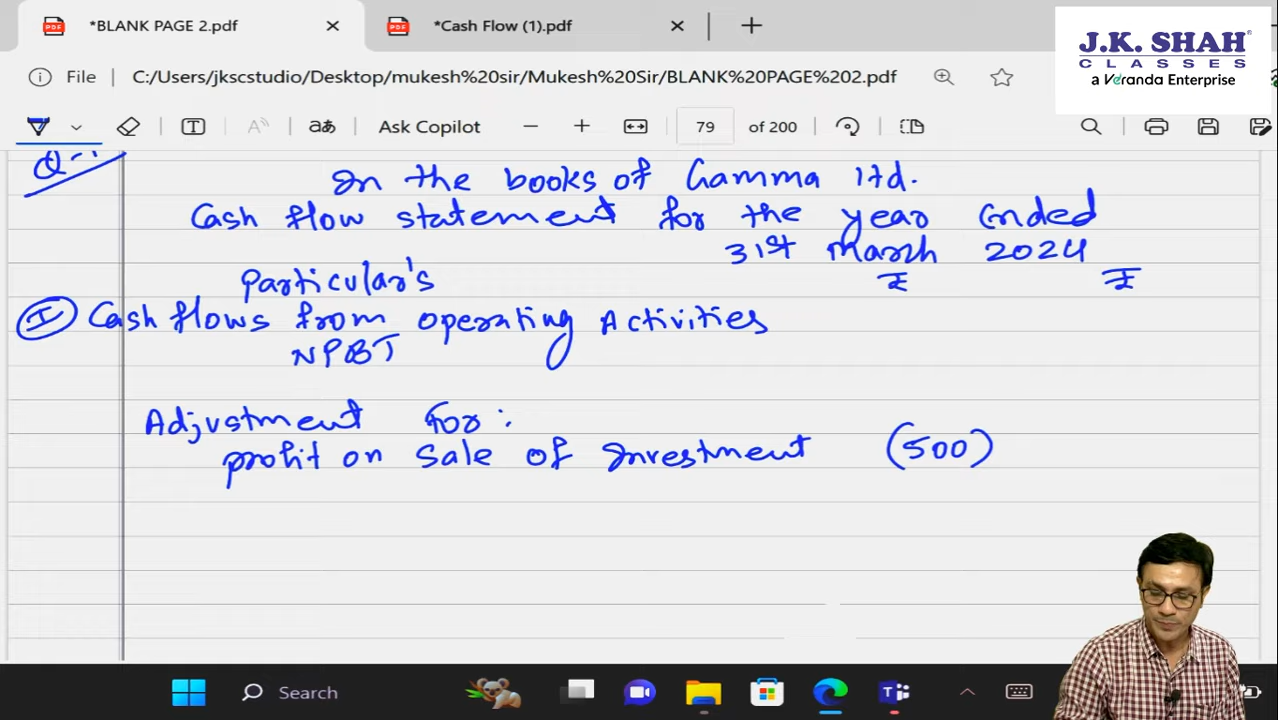 *BLANK PAGE 2.pdf
*Cash Flow (1).pdf
J.K. SHAH®
CLASSES
a Veranda Enterprise
File C:/Users/jkscstudio/Desktop/mukesh%20sir/Mukesh%20Sir/BLANK%20PAGE%202.pdf
aあ Ask Copilot 79 of 200
Q-1
In the books of Gamma ltd.
Cash flow statement for the year ended
31st March 2024
Particular's ₹ ₹
I Cash flows from operating Activities
NPBT
Adjustment for:
profit on Sale of Investment (500)
Search